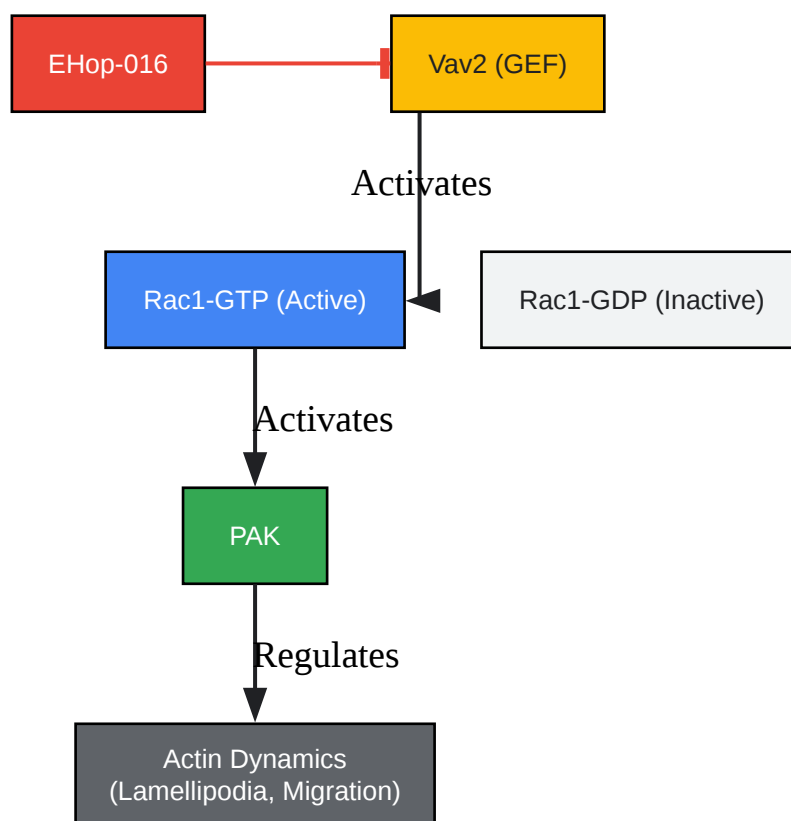 EHop-016
Vav2 (GEF)
Activates
Rac1-GTP (Active)
Rac1-GDP (Inactive)
Activates
PAK
Regulates
Actin Dynamics
(Lamellipodia, Migration)